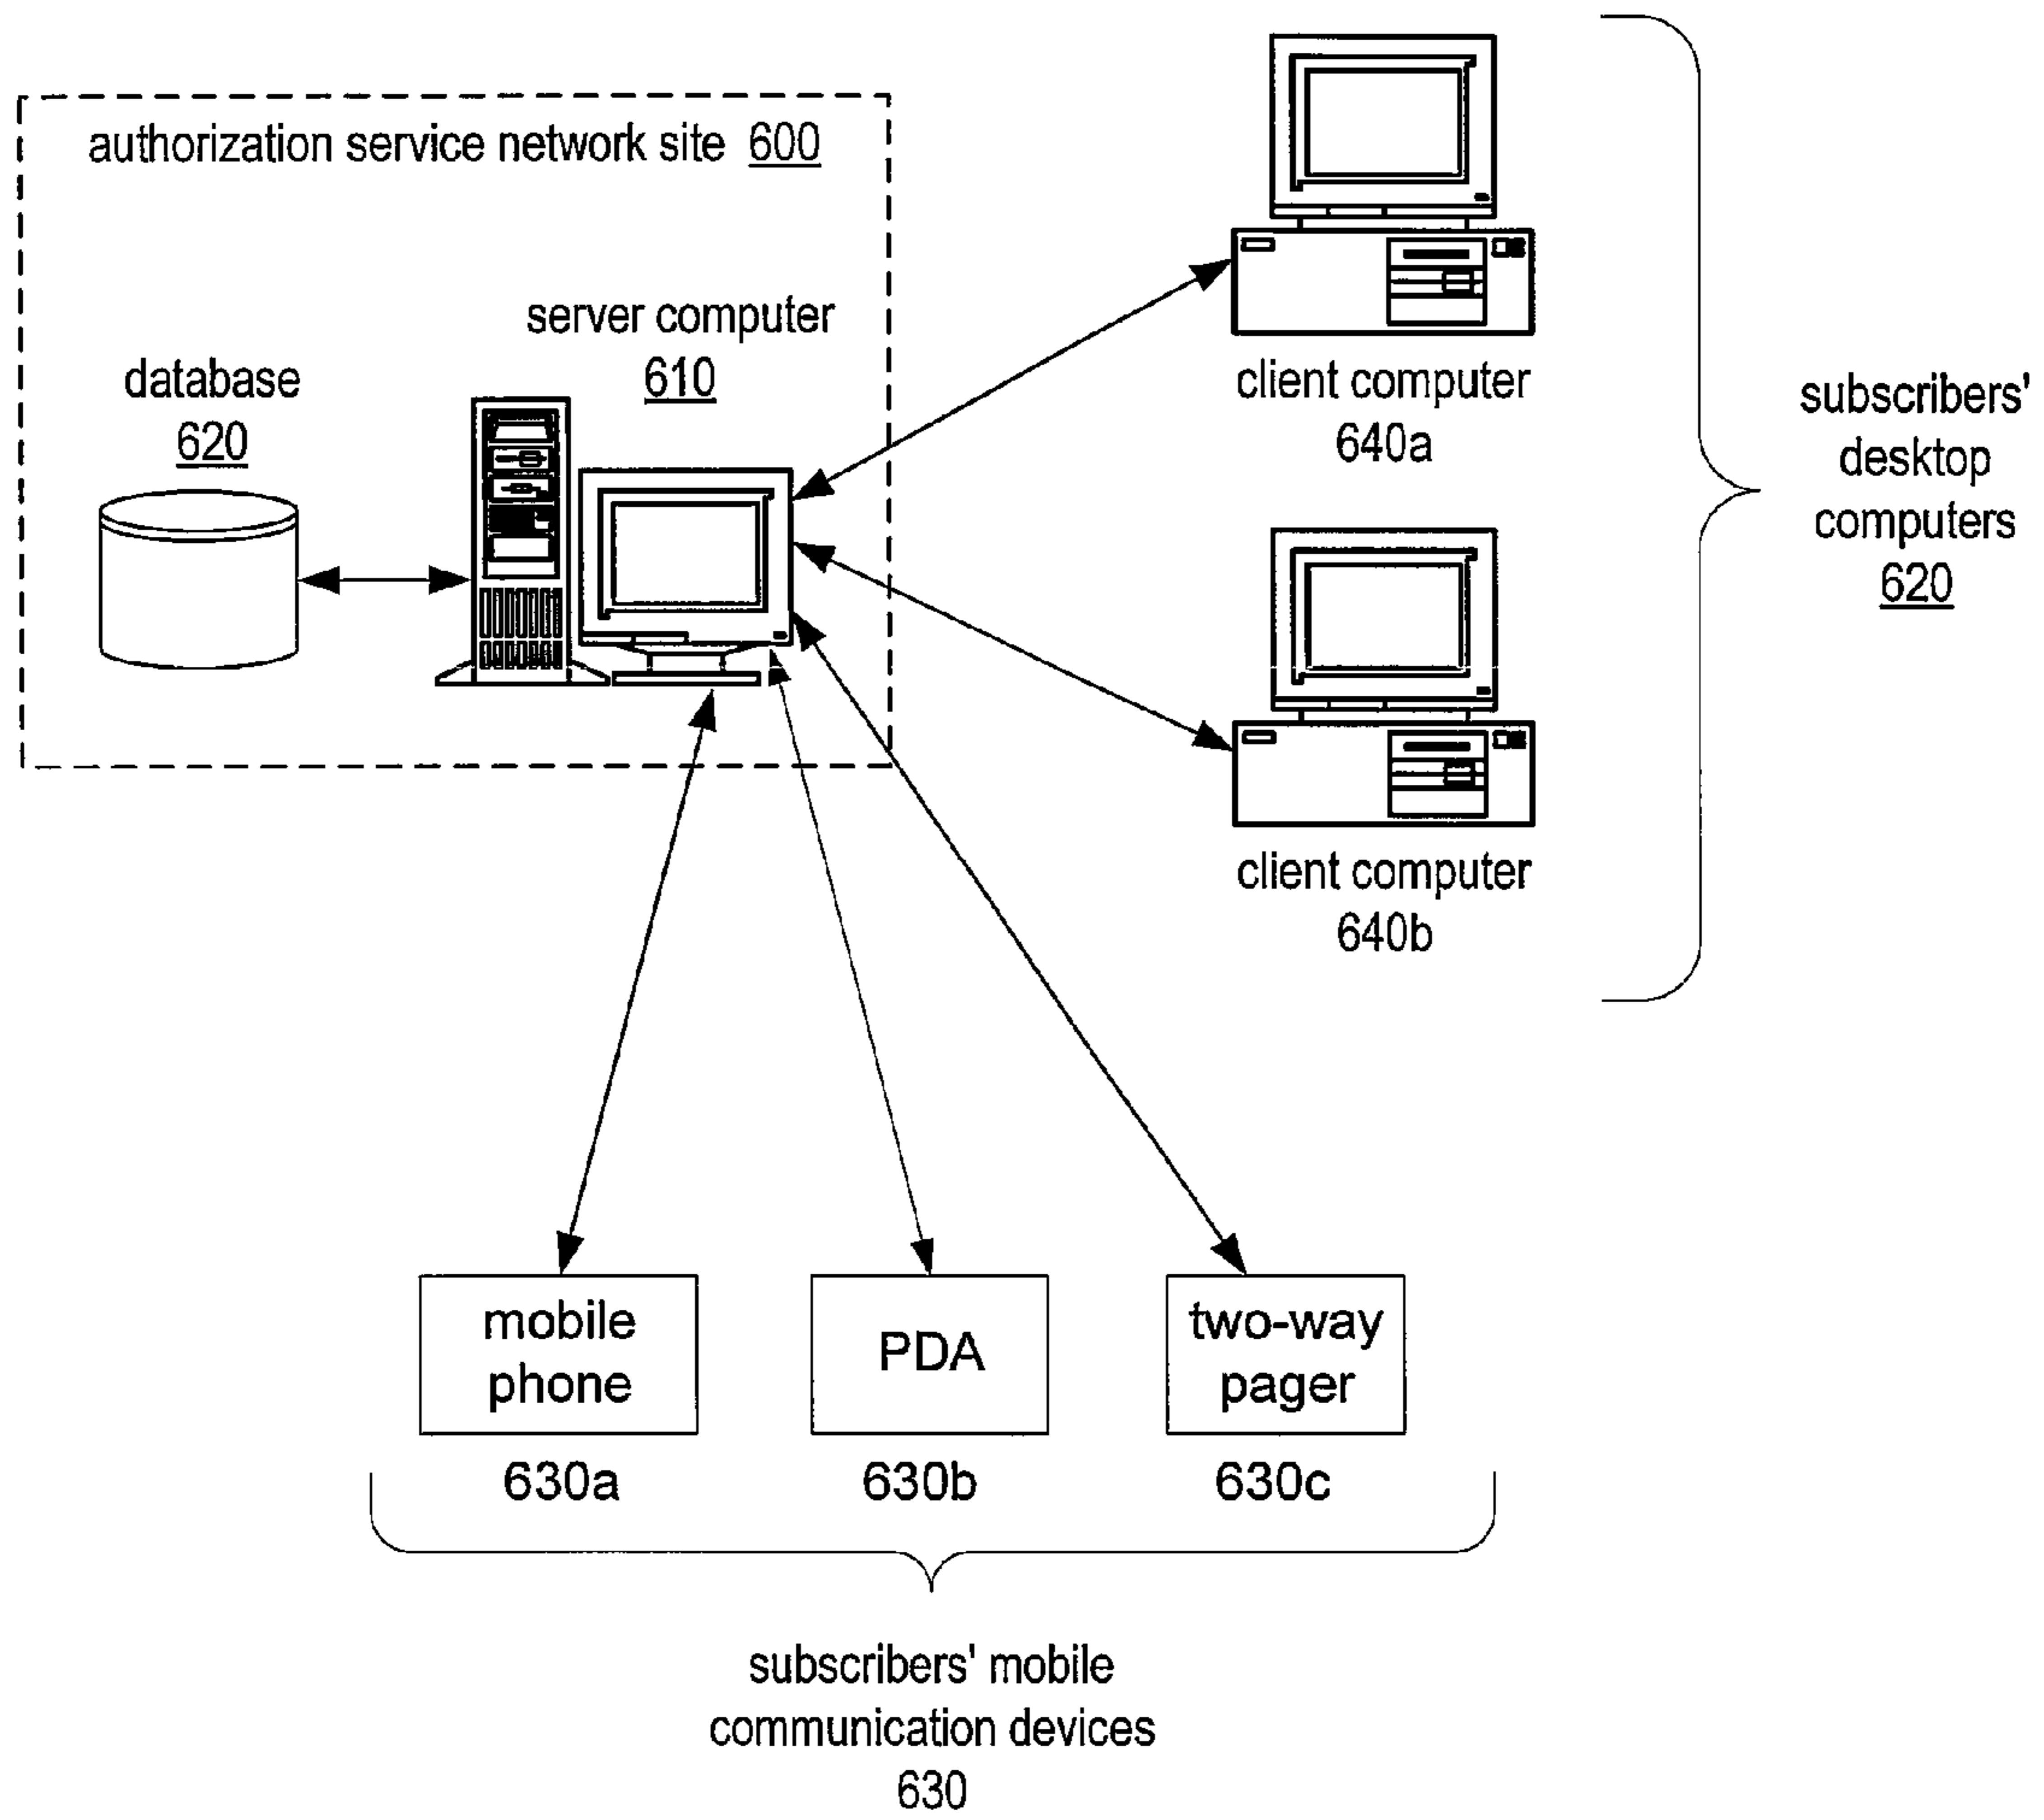 authorization service network site 600
server computer
610
database
620
client computer
640a
subscribers'
desktop
computers
620
client computer
640b
mobile
phone
630a
PDA
630b
two-way
pager
630c
subscribers' mobile
communication devices
630